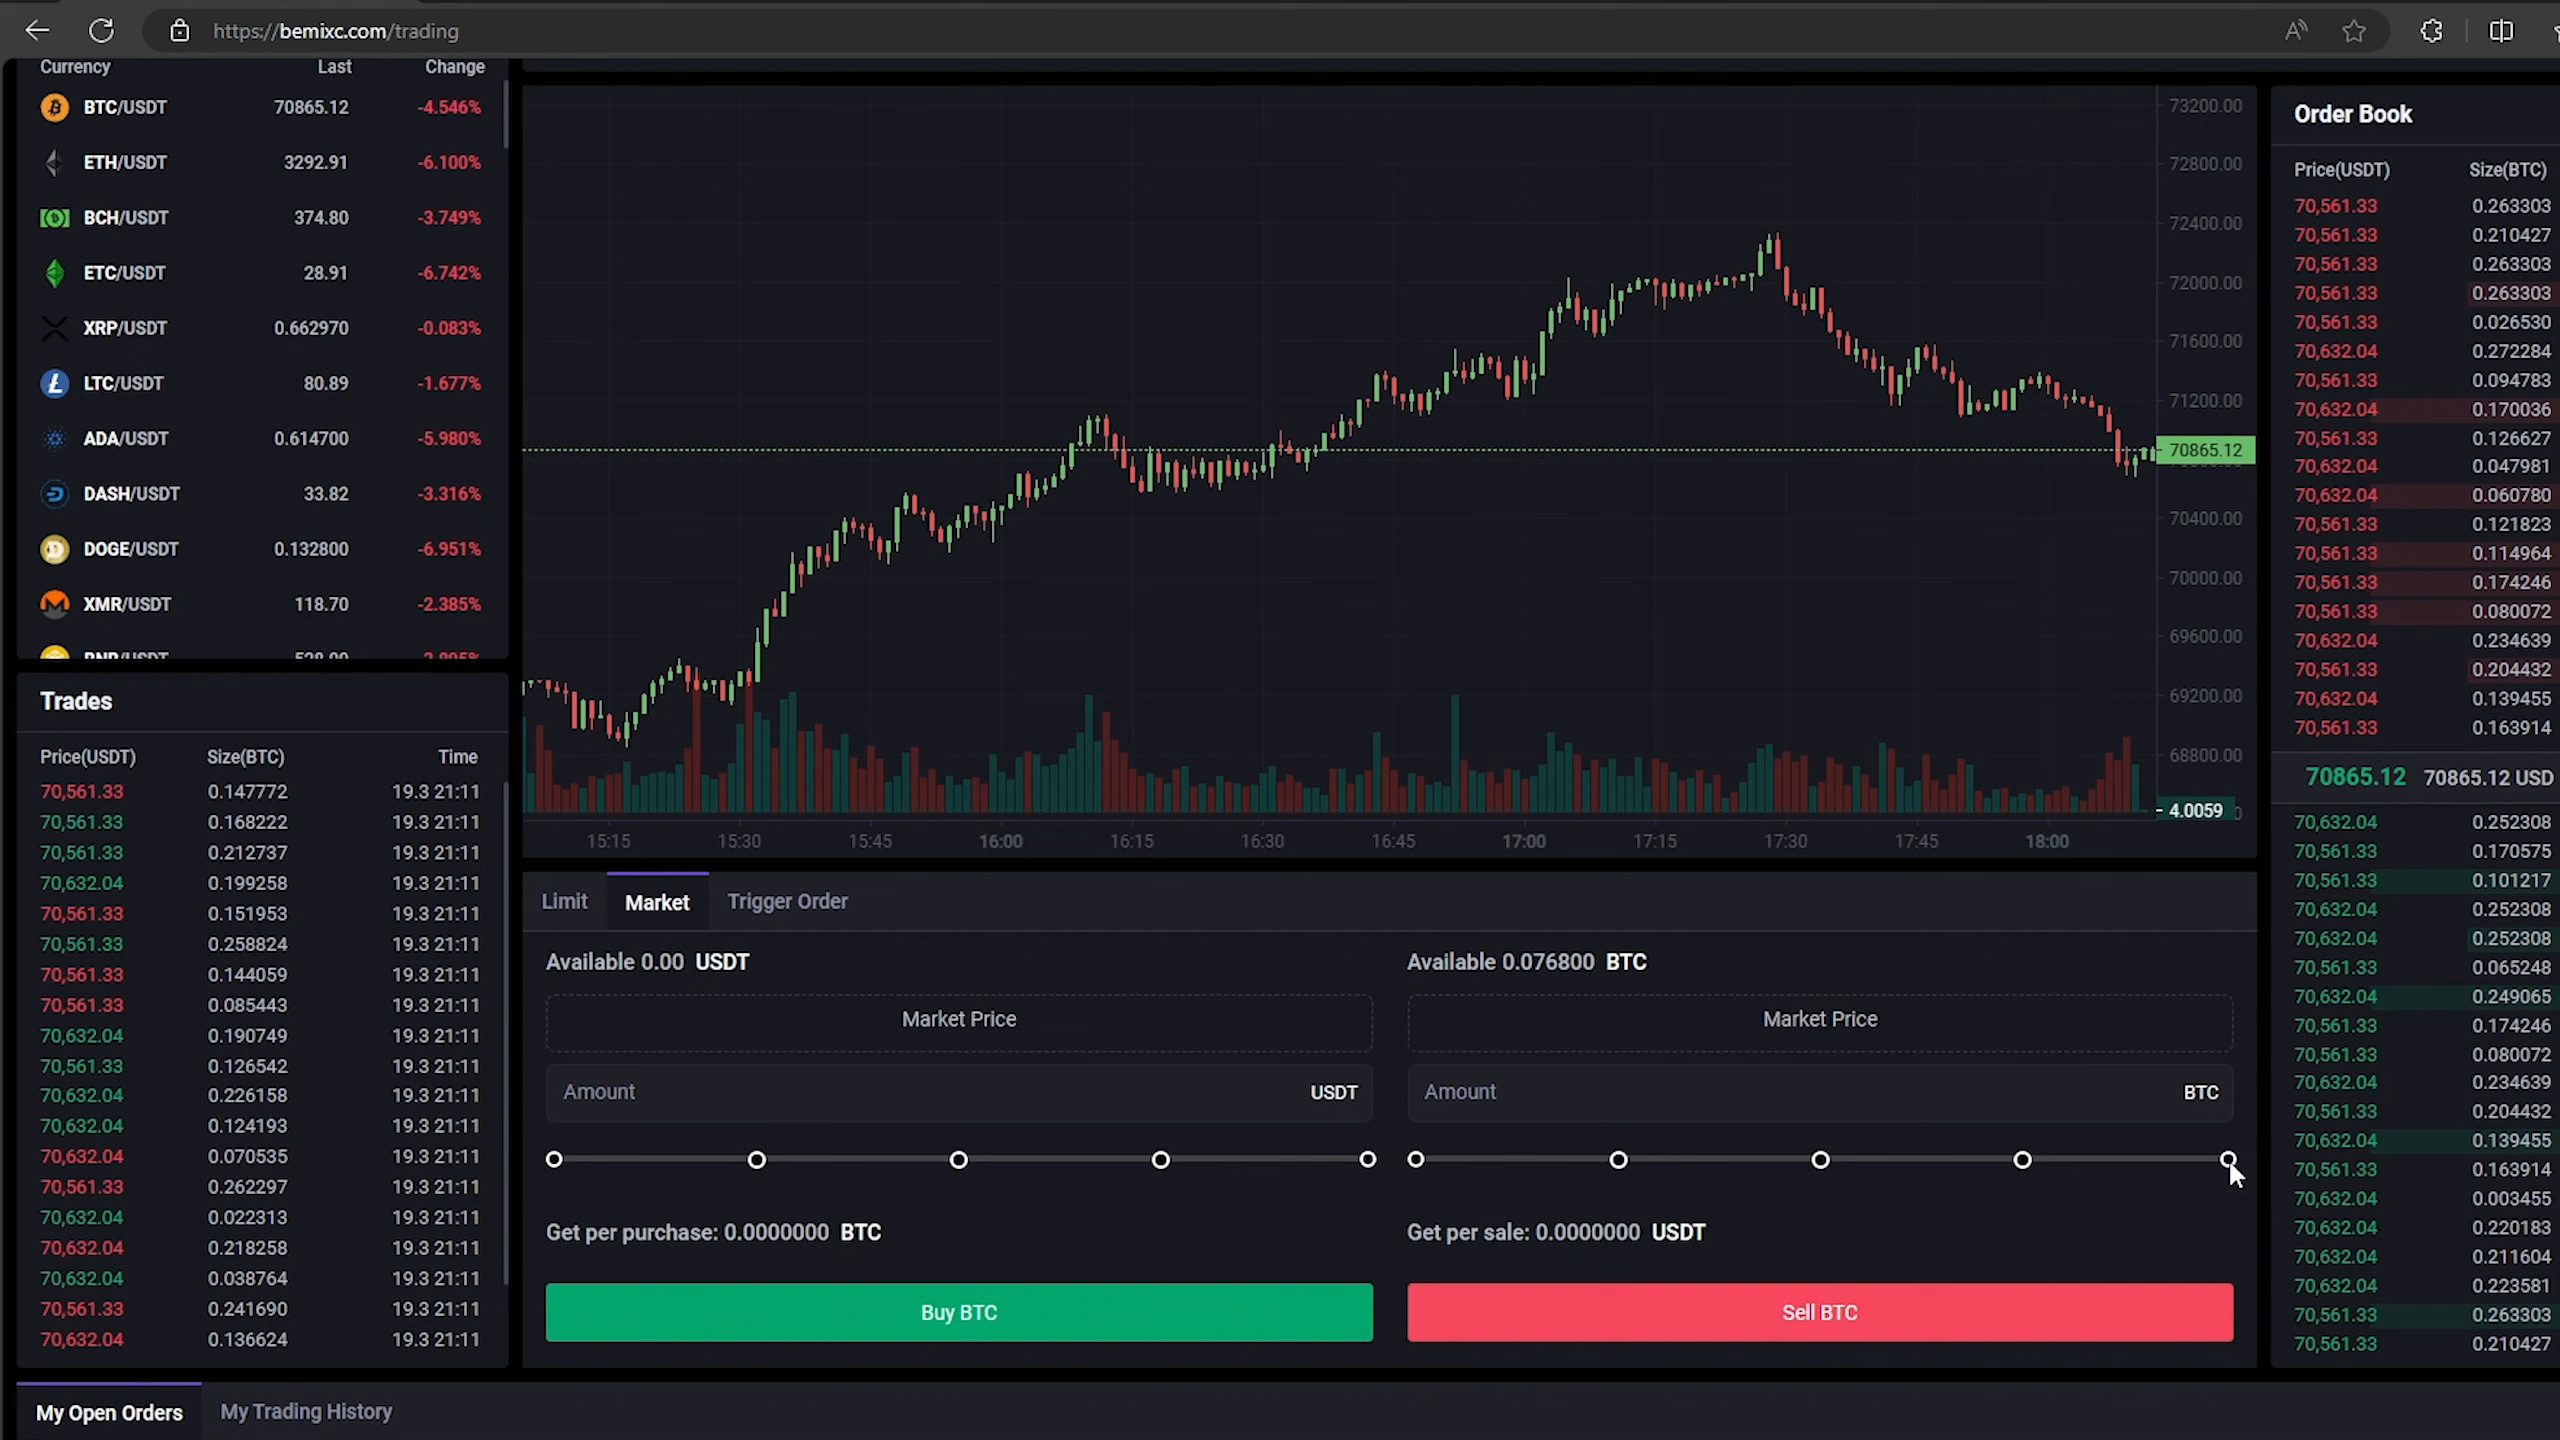 https://bemixc.com/trading
Currency Last Change
BTC/USDT 70865.12 -4.546%
ETH/USDT 3292.91 -6.100%
BCH/USDT 374.80 -3.749%
ETC/USDT 28.91 -6.742%
XRP/USDT 0.662970 -0.083%
LTC/USDT 80.89 -1.677%
ADA/USDT 0.614700 -5.980%
DASH/USDT 33.82 -3.316%
DOGE/USDT 0.132800 -6.951%
XMR/USDT 118.70 -2.385%
Trades
Price(USDT) Size(BTC) Time
70,561.33 0.147772 19.3 21:11
70,561.33 0.168222 19.3 21:11
70,561.33 0.212737 19.3 21:11
70,632.04 0.199258 19.3 21:11
70,561.33 0.151953 19.3 21:11
70,561.33 0.258824 19.3 21:11
70,561.33 0.144059 19.3 21:11
70,561.33 0.085443 19.3 21:11
70,632.04 0.190749 19.3 21:11
70,561.33 0.126542 19.3 21:11
70,632.04 0.226158 19.3 21:11
70,632.04 0.124193 19.3 21:11
70,632.04 0.070535 19.3 21:11
70,561.33 0.262297 19.3 21:11
70,632.04 0.022313 19.3 21:11
70,632.04 0.218258 19.3 21:11
70,632.04 0.038764 19.3 21:11
70,561.33 0.241690 19.3 21:11
70,632.04 0.136624 19.3 21:11
73200.00
72800.00
72400.00
72000.00
71600.00
71200.00
70865.12
70400.00
70000.00
69600.00
69200.00
68800.00
4.0059
15:15 15:30 15:45 16:00 16:15 16:30 16:45 17:00 17:15 17:30 17:45 18:00
Limit Market Trigger Order
Available 0.00 USDT
Market Price
Amount USDT
Get per purchase: 0.0000000 BTC
Buy BTC
Available 0.076800 BTC
Market Price
Amount BTC
Get per sale: 0.0000000 USDT
Sell BTC
Order Book
Price(USDT) Size(BTC)
70,561.33 0.263303
70,561.33 0.210427
70,561.33 0.263303
70,561.33 0.263303
70,561.33 0.026530
70,632.04 0.272284
70,561.33 0.094783
70,632.04 0.170036
70,561.33 0.126627
70,632.04 0.047981
70,632.04 0.060780
70,561.33 0.121823
70,561.33 0.114964
70,561.33 0.174246
70,561.33 0.080072
70,632.04 0.234639
70,561.33 0.204432
70,632.04 0.139455
70,561.33 0.163914
70865.12 70865.12 USD
70,632.04 0.252308
70,561.33 0.170575
70,561.33 0.101217
70,632.04 0.252308
70,632.04 0.252308
70,561.33 0.065248
70,632.04 0.249065
70,561.33 0.174246
70,561.33 0.080072
70,632.04 0.234639
70,561.33 0.204432
70,632.04 0.139455
70,561.33 0.163914
70,632.04 0.003455
70,632.04 0.220183
70,632.04 0.211604
70,632.04 0.223581
70,561.33 0.263303
70,561.33 0.210427
My Open Orders My Trading History